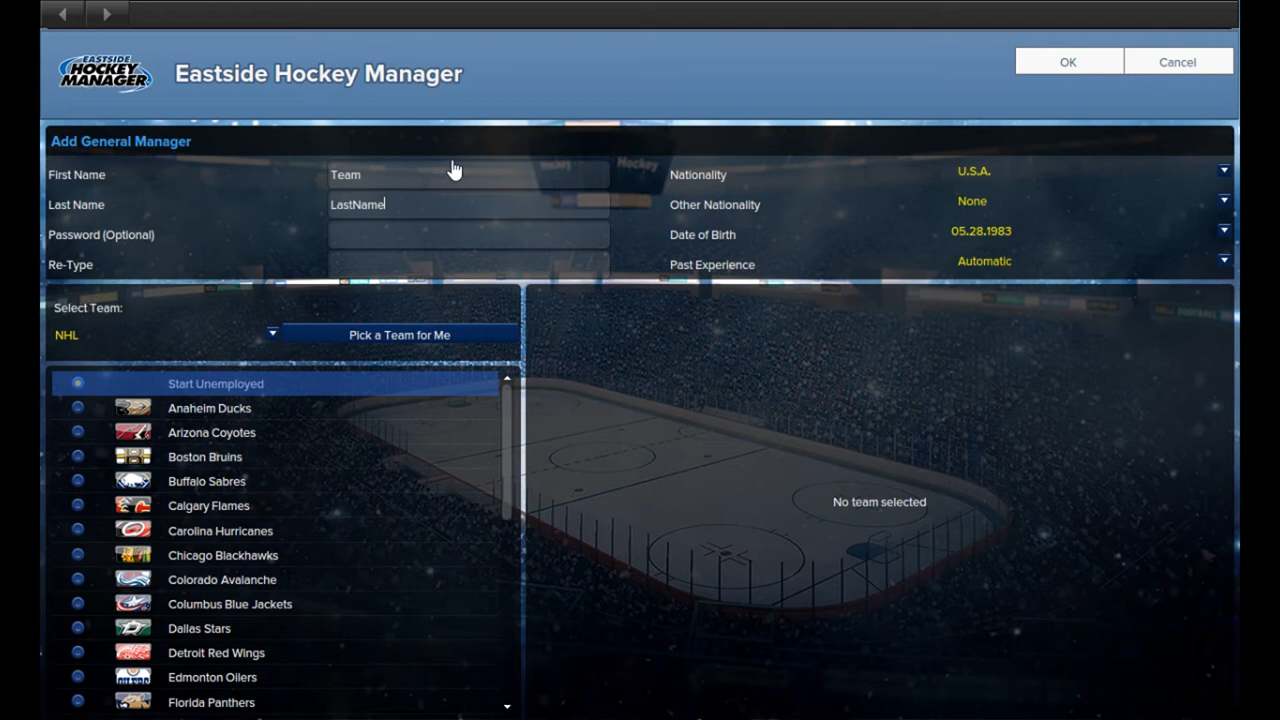 EASTSIDE
HOCKEY
MANAGER
Eastside Hockey Manager
OK
Cancel
Add General Manager
First Name
Team
Nationality
U.S.A.
Last Name
LastName
Other Nationality
None
Password (Optional)
Date of Birth
05.28.1983
Re-Type
Past Experience
Automatic
Hockey
Select Team:
NHL
Pick a Team for Me
Start Unemployed
Anaheim Ducks
Arizona Coyotes
Boston Bruins
Buffalo Sabres
Calgary Flames
Carolina Hurricanes
Chicago Blackhawks
Colorado Avalanche
Columbus Blue Jackets
Dallas Stars
Detroit Red Wings
Edmonton Oilers
Florida Panthers
No team selected